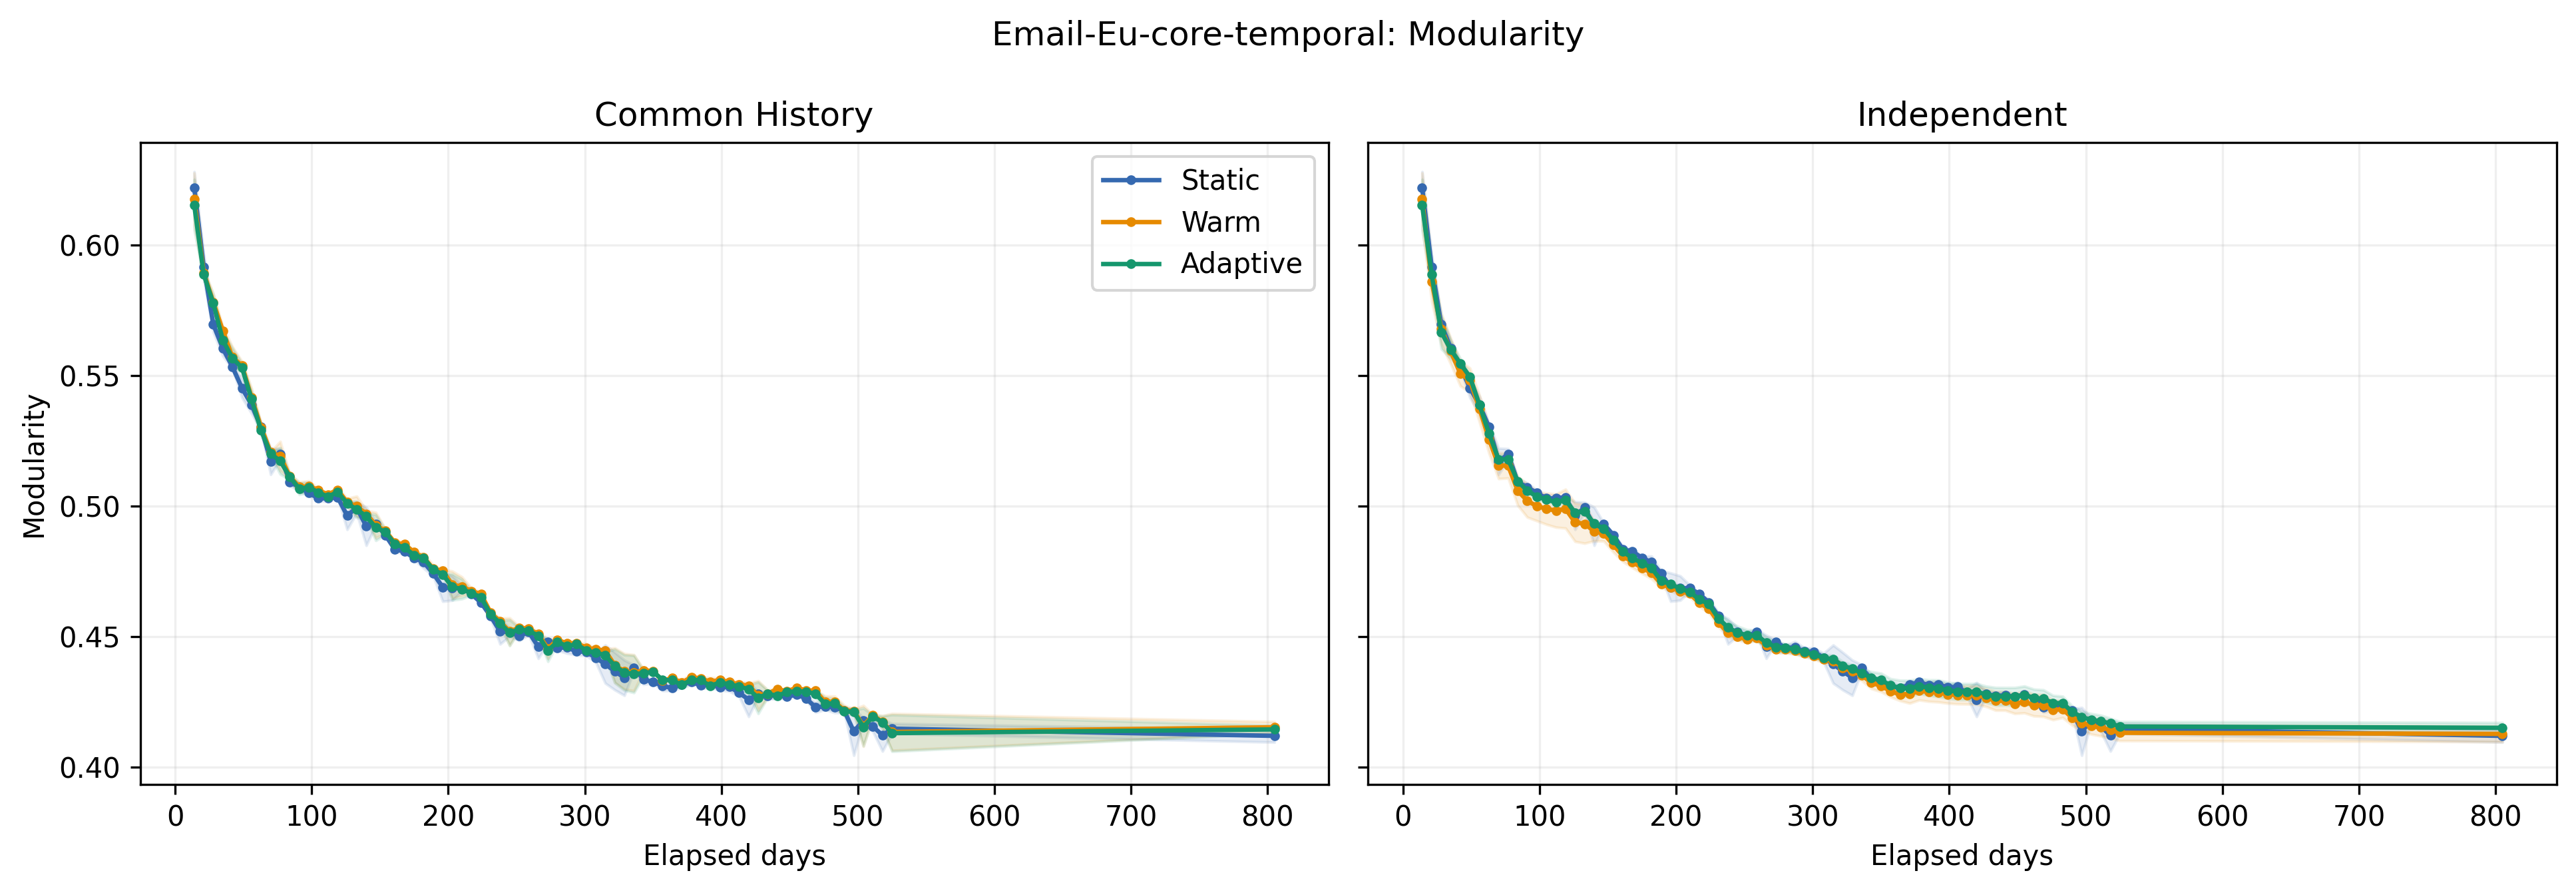 Email-Eu-core-temporal: Modularity
Common History
Independent
Static
Warm
Adaptive
Modularity
0.60
0.55
0.50
0.45
0.40
0 100 200 300 400 500 600 700 800
0 100 200 300 400 500 600 700 800
Elapsed days
Elapsed days